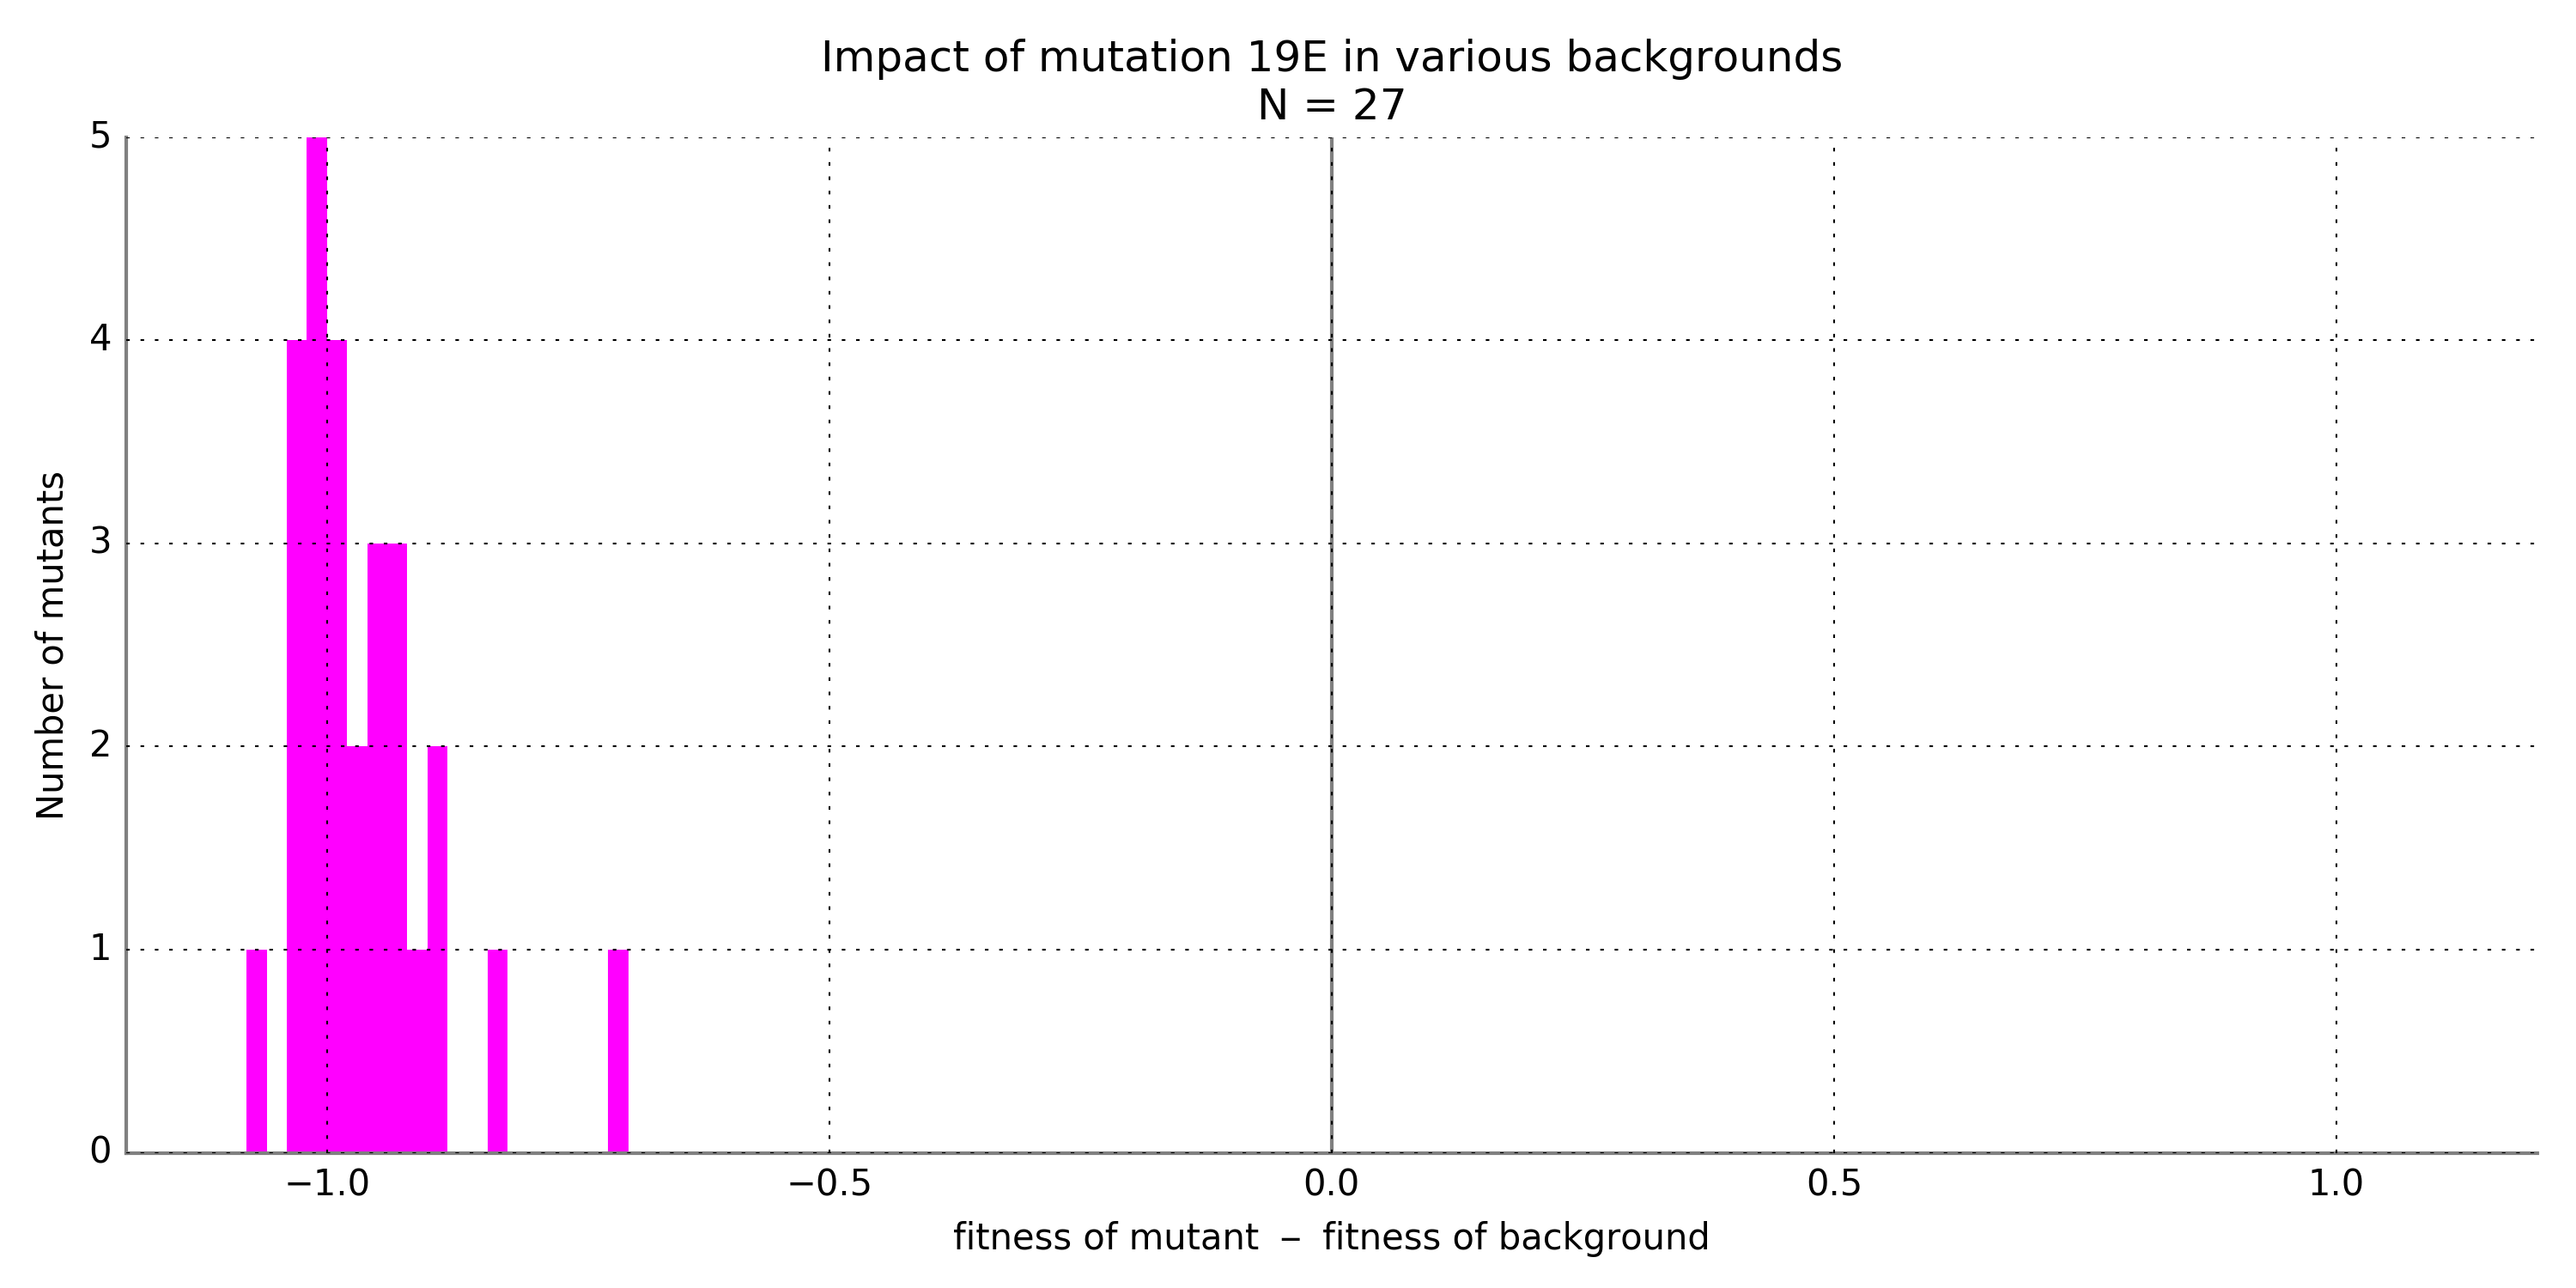 Impact of mutation 19E in various backgrounds
N = 27
5
4
3
2
1
0
Number of mutants
−1.0 −0.5 0.0 0.5 1.0
fitness of mutant – fitness of background